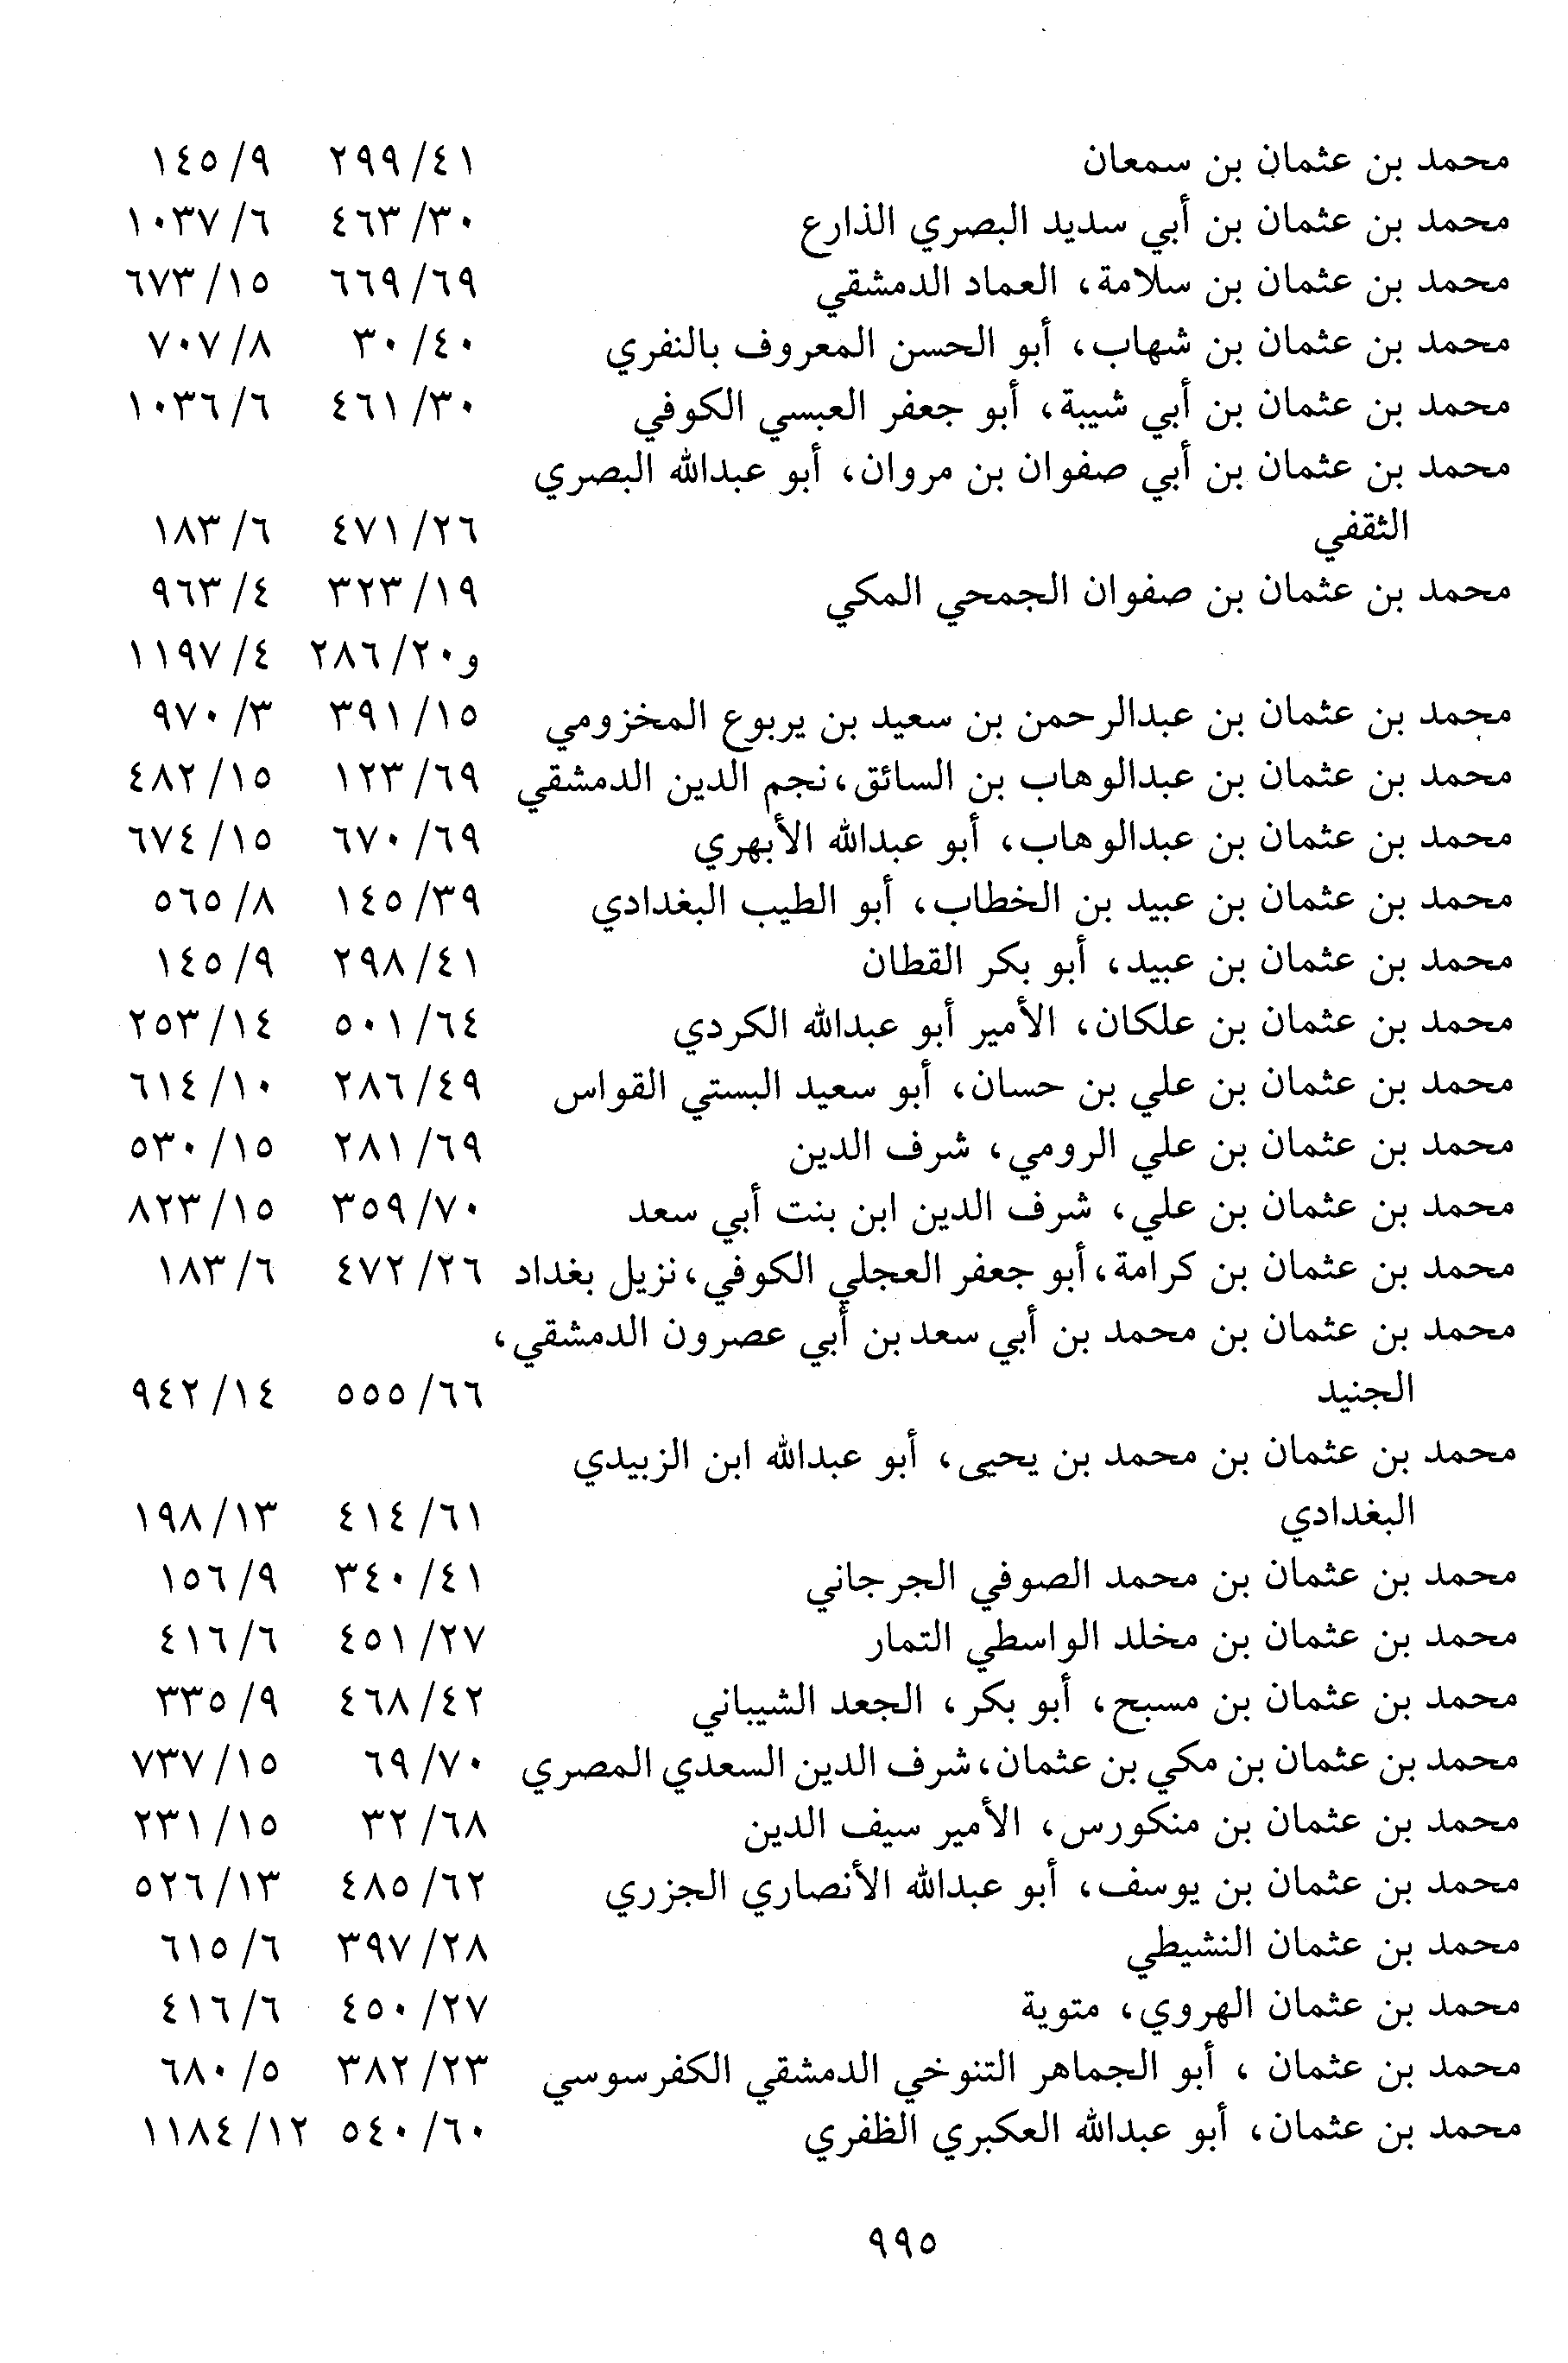 محمد بن عثمان بن سمعان ٤١/٢٩٩ ٩/١٤٥
محمد بن عثمان بن أبي سديد البصري الذارع ٣٠/٤٦٣ ٦/١٠٣٧
محمد بن عثمان بن سلامة، العماد الدمشقي ٦٩/٦٦٩ ١٥/٦٧٣
محمد بن عثمان بن شهاب، أبو الحسن المعروف بالنفري ٤٠/٣٠ ٨/٧٠٧
محمد بن عثمان بن أبي شيبة، أبو جعفر العبسي الكوفي ٣٠/٤٦١ ٦/١٠٣٦
محمد بن عثمان بن أبي صفوان بن مروان، أبو عبدالله البصري
الثقفي ٢٦/٤٧١ ٦/١٨٣
محمد بن عثمان بن صفوان الجمحي المكي ١٩/٣٢٣ ٤/٩٦٣
و٢٠/٢٨٦ ٤/١١٩٧
محمد بن عثمان بن عبدالرحمن بن سعيد بن يربوع المخزومي ١٥/٣٩١ ٣/٩٧٠
محمد بن عثمان بن عبدالوهاب بن السائق، نجم الدين الدمشقي ٦٩/١٢٣ ١٥/٤٨٢
محمد بن عثمان بن عبدالوهاب، أبو عبدالله الأبهري ٦٩/٦٧٠ ١٥/٦٧٤
محمد بن عثمان بن عبيد بن الخطاب، أبو الطيب البغدادي ٣٩/١٤٥ ٨/٥٦٥
محمد بن عثمان بن عبيد، أبو بكر القطان ٤١/٢٩٨ ٩/١٤٥
محمد بن عثمان بن علكان، الأمير أبو عبدالله الكردي ٦٤/٥٠١ ١٤/٢٥٣
محمد بن عثمان بن علي بن حسان، أبو سعيد البستي القواس ٤٩/٢٨٦ ١٠/٦١٤
محمد بن عثمان بن علي الرومي، شرف الدين ٦٩/٢٨١ ١٥/٥٣٠
محمد بن عثمان بن علي، شرف الدين ابن بنت أبي سعد ٧٠/٣٥٩ ١٥/٨٢٣
محمد بن عثمان بن كرامة، أبو جعفر العجلي الكوفي، نزيل بغداد ٢٦/٤٧٢ ٦/١٨٣
محمد بن عثمان بن محمد بن أبي سعد بن أبي عصرون الدمشقي،
الجنيد ٦٦/٥٥٥ ١٤/٩٤٢
محمد بن عثمان بن محمد بن يحيى، أبو عبدالله ابن الزبيدي
البغدادي ٦١/٤١٤ ١٣/١٩٨
محمد بن عثمان بن محمد الصوفي الجرجاني ٤١/٣٤٠ ٩/١٥٦
محمد بن عثمان بن مخلد الواسطي التمار ٢٧/٤٥١ ٦/٤١٦
محمد بن عثمان بن مسبح، أبو بكر، الجعد الشيباني ٤٢/٤٦٨ ٩/٣٣٥
محمد بن عثمان بن مكي بن عثمان، شرف الدين السعدي المصري ٧٠/٦٩ ١٥/٧٣٧
محمد بن عثمان بن منكورس، الأمير سيف الدين ٦٨/٣٢ ١٥/٢٣١
محمد بن عثمان بن يوسف، أبو عبدالله الأنصاري الجزري ٦٢/٤٨٥ ١٣/٥٢٦
محمد بن عثمان النشيطي ٢٨/٣٩٧ ٦/٦١٥
محمد بن عثمان الهروي، متوية ٢٧/٤٥٠ ٦/٤١٦
محمد بن عثمان ، أبو الجماهر التنوخي الدمشقي الكفرسوسي ٢٣/٣٨٢ ٥/٦٨٠
محمد بن عثمان، أبو عبدالله العكبري الظفري ٦٠/٥٤٠ ١٢/١١٨٤
٩٩٥